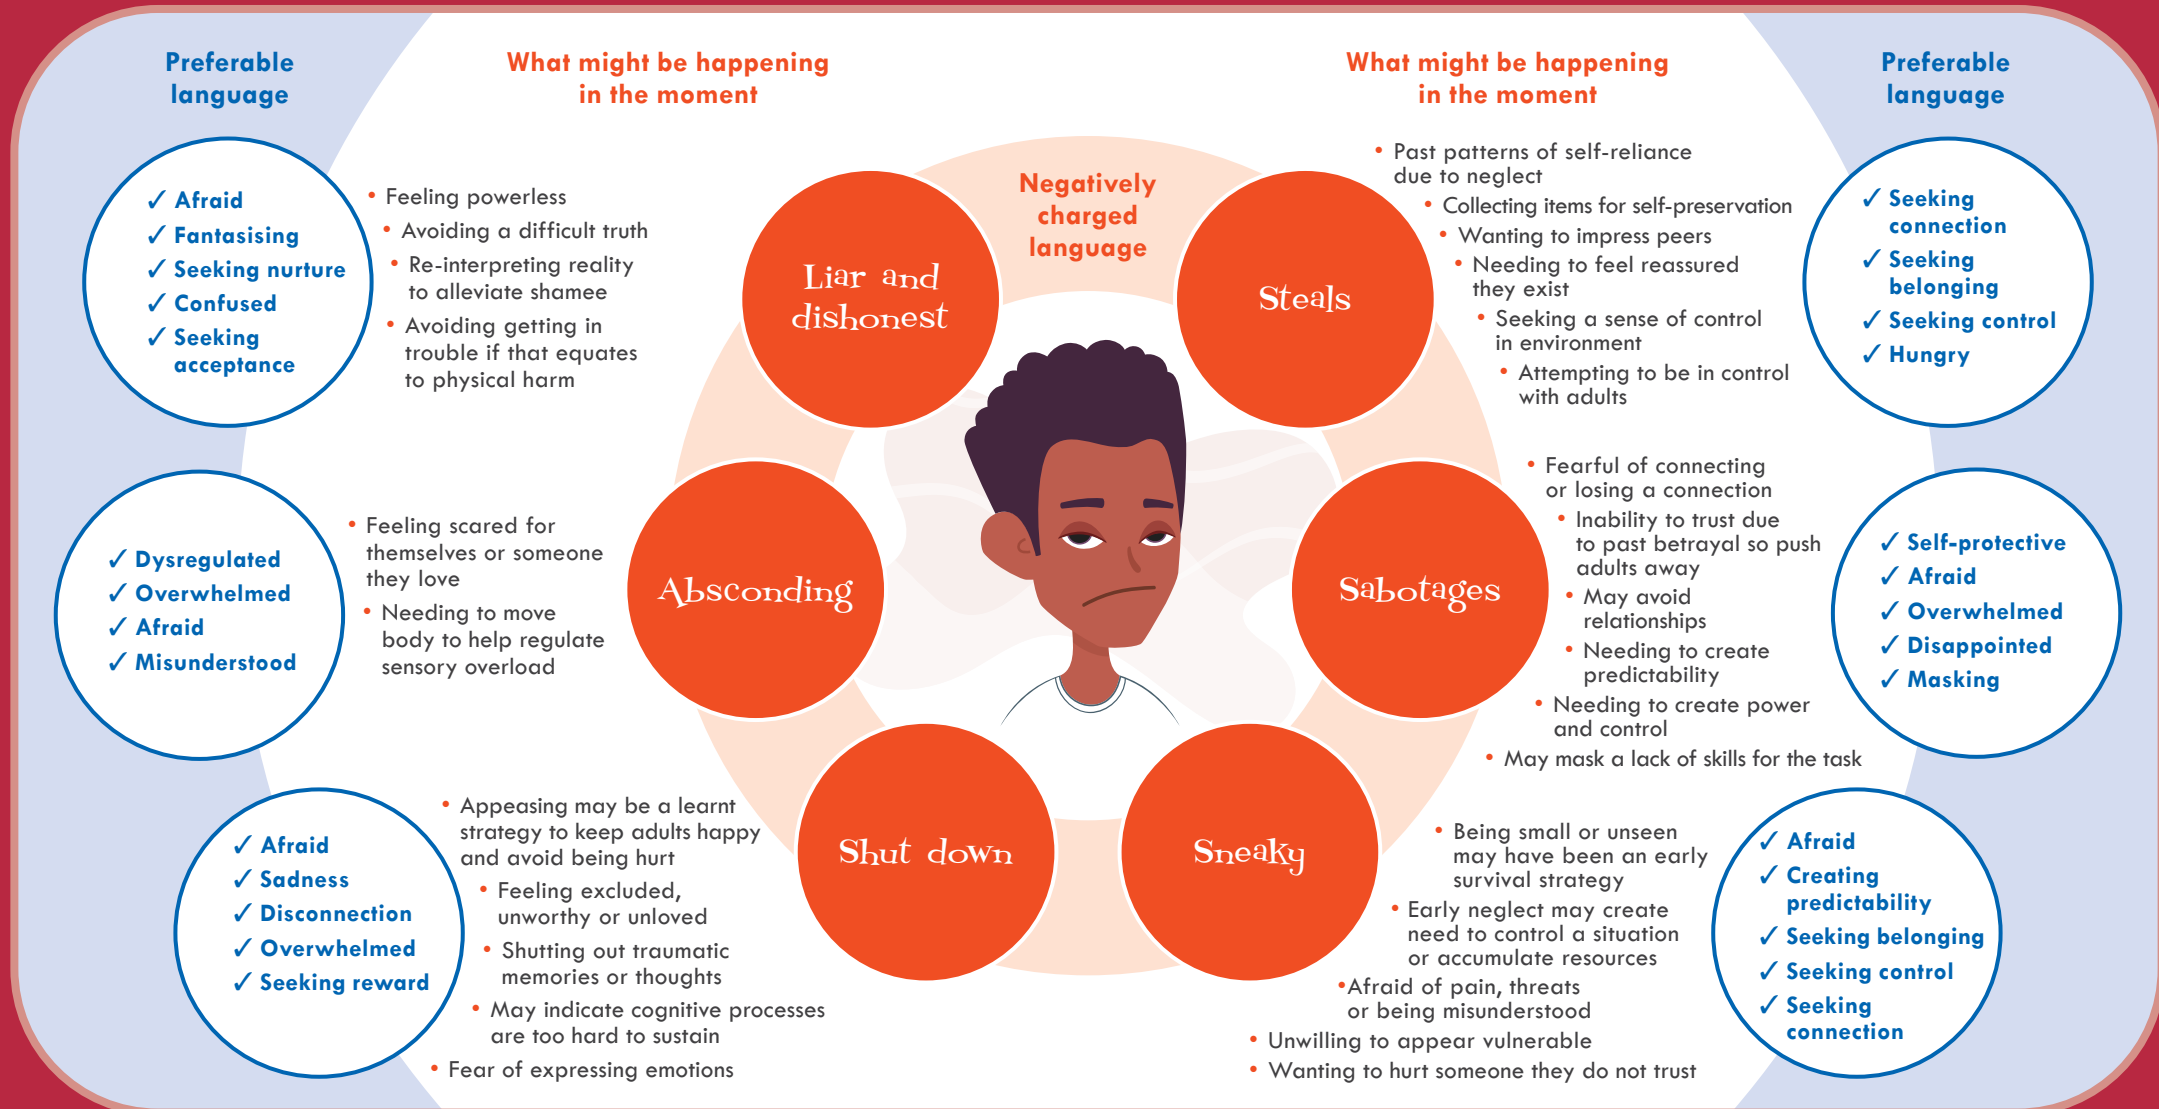 Preferable
language
What might be happening
in the moment
What might be happening
in the moment
Preferable
language
Negatively
charged
language
✓ Afraid
✓ Fantasising
✓ Seeking nurture
✓ Confused
✓ Seeking
acceptance
• Feeling powerless
• Avoiding a difficult truth
• Re-interpreting reality
to alleviate shamee
• Avoiding getting in
trouble if that equates
to physical harm
Liar and
dishonest
Steals
• Past patterns of self-reliance
due to neglect
• Collecting items for self-preservation
• Wanting to impress peers
• Needing to feel reassured
they exist
• Seeking a sense of control
in environment
• Attempting to be in control
with adults
✓ Seeking
connection
✓ Seeking
belonging
✓ Seeking control
✓ Hungry
✓ Dysregulated
✓ Overwhelmed
✓ Afraid
✓ Misunderstood
• Feeling scared for
themselves or someone
they love
• Needing to move
body to help regulate
sensory overload
Absconding
Sabotages
• Fearful of connecting
or losing a connection
• Inability to trust due
to past betrayal so push
adults away
• May avoid
relationships
• Needing to create
predictability
• Needing to create power
and control
• May mask a lack of skills for the task
✓ Self-protective
✓ Afraid
✓ Overwhelmed
✓ Disappointed
✓ Masking
✓ Afraid
✓ Sadness
✓ Disconnection
✓ Overwhelmed
✓ Seeking reward
• Appeasing may be a learnt
strategy to keep adults happy
and avoid being hurt
• Feeling excluded,
unworthy or unloved
• Shutting out traumatic
memories or thoughts
• May indicate cognitive processes
are too hard to sustain
• Fear of expressing emotions
Shut down
Sneaky
• Being small or unseen
may have been an early
survival strategy
• Early neglect may create
need to control a situation
or accumulate resources
•Afraid of pain, threats
or being misunderstood
• Unwilling to appear vulnerable
• Wanting to hurt someone they do not trust
✓ Afraid
✓ Creating
predictability
✓ Seeking belonging
✓ Seeking control
✓ Seeking
connection